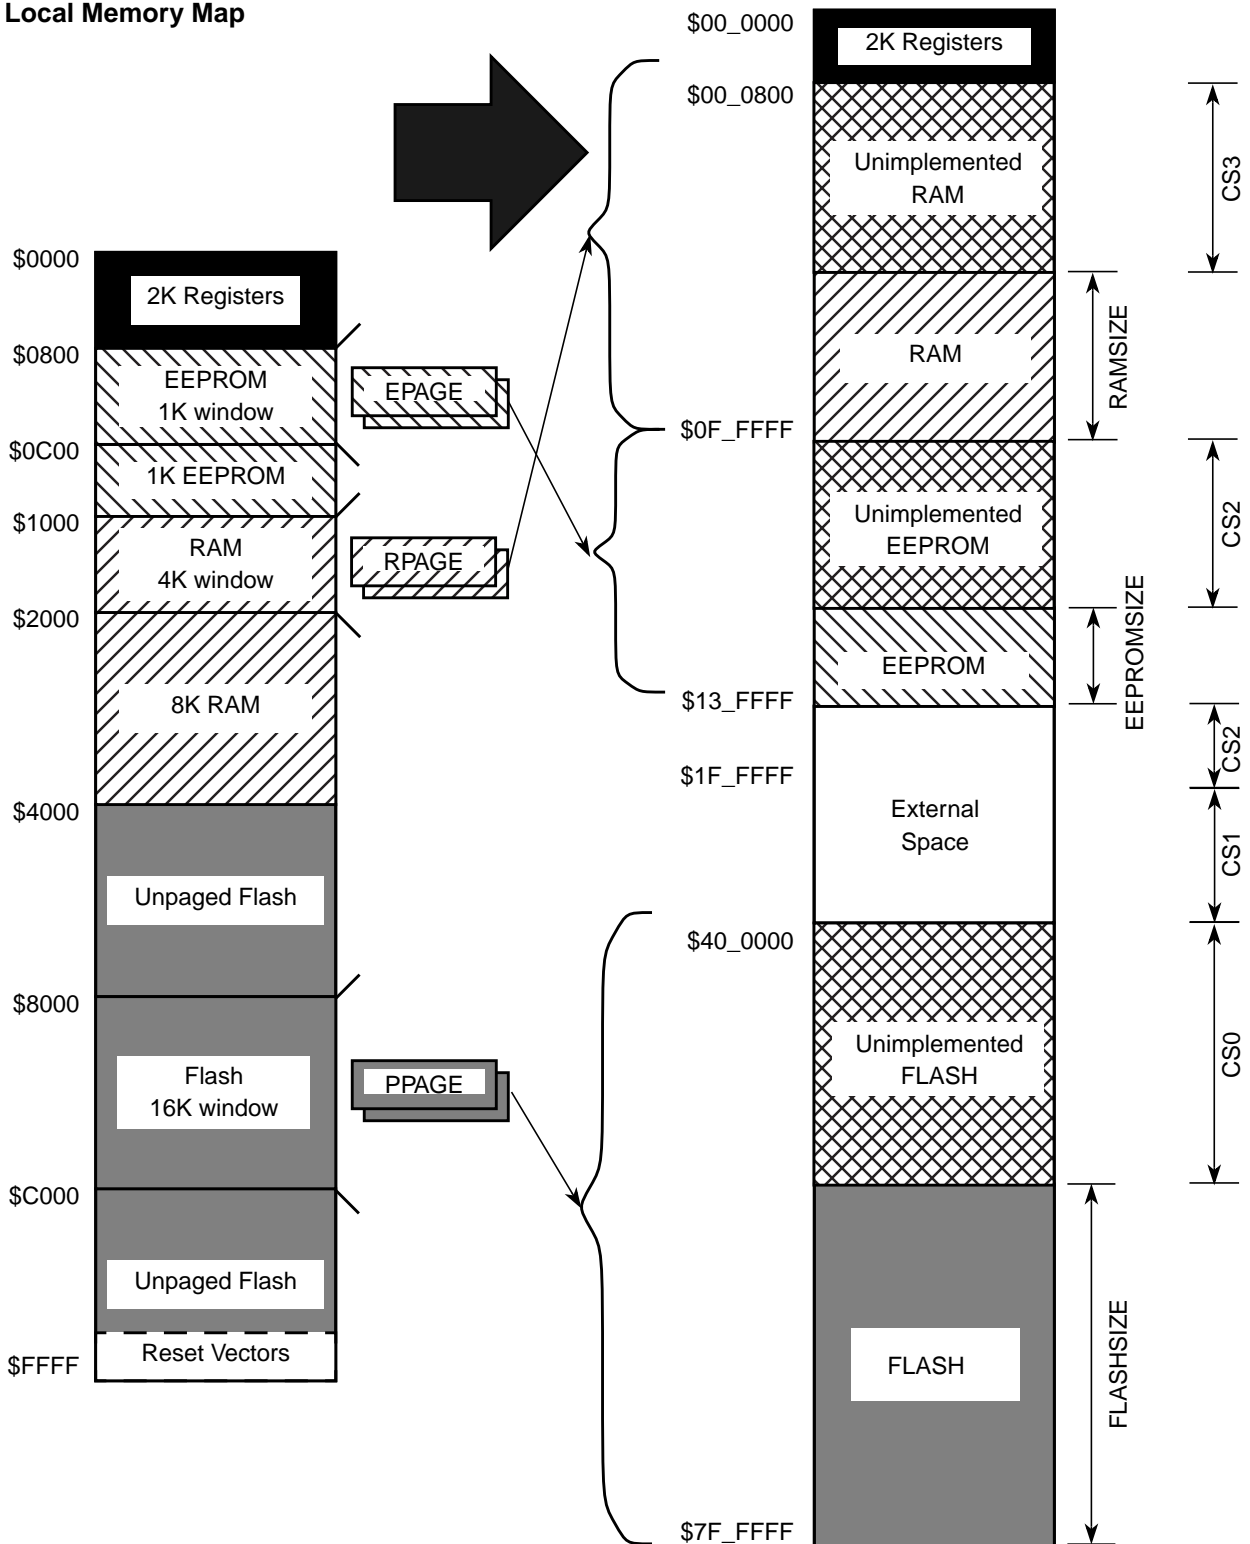 Local Memory Map
$0000
2K Registers
$0800
EEPROM
1K window
EPAGE
$0C00
1K EEPROM
$1000
RAM
4K window
RPAGE
$2000
8K RAM
$4000
Unpaged Flash
$8000
Flash
16K window
PPAGE
$C000
Unpaged Flash
Reset Vectors
$FFFF
$00_0000
2K Registers
$00_0800
Unimplemented
RAM
CS3
RAM
RAMSIZE
$0F_FFFF
Unimplemented
EEPROM
CS2
EEPROM
EEPROMSIZE
$13_FFFF
CS2
$1F_FFFF
External
Space
CS1
$40_0000
Unimplemented
FLASH
CS0
FLASH
FLASHSIZE
$7F_FFFF